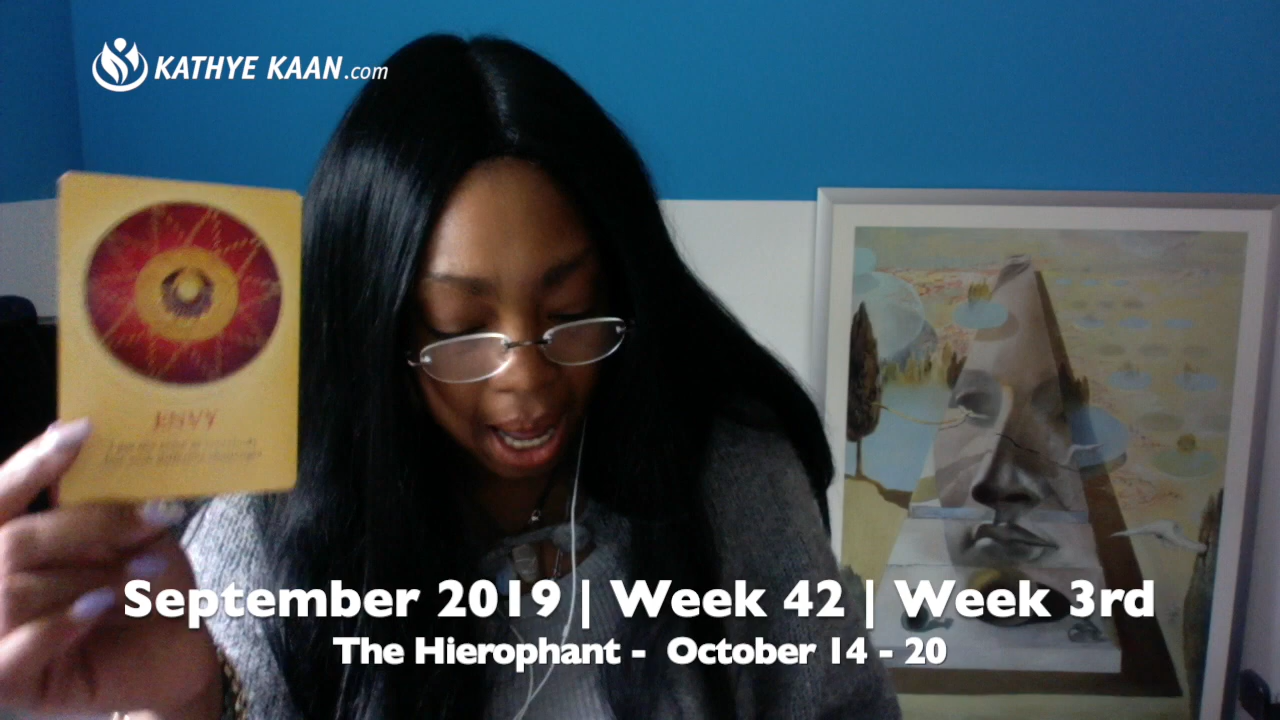 KATHYE KAAN.com
ENVY
September 2019 | Week 42 | Week 3rd
The Hierophant - October 14 - 20